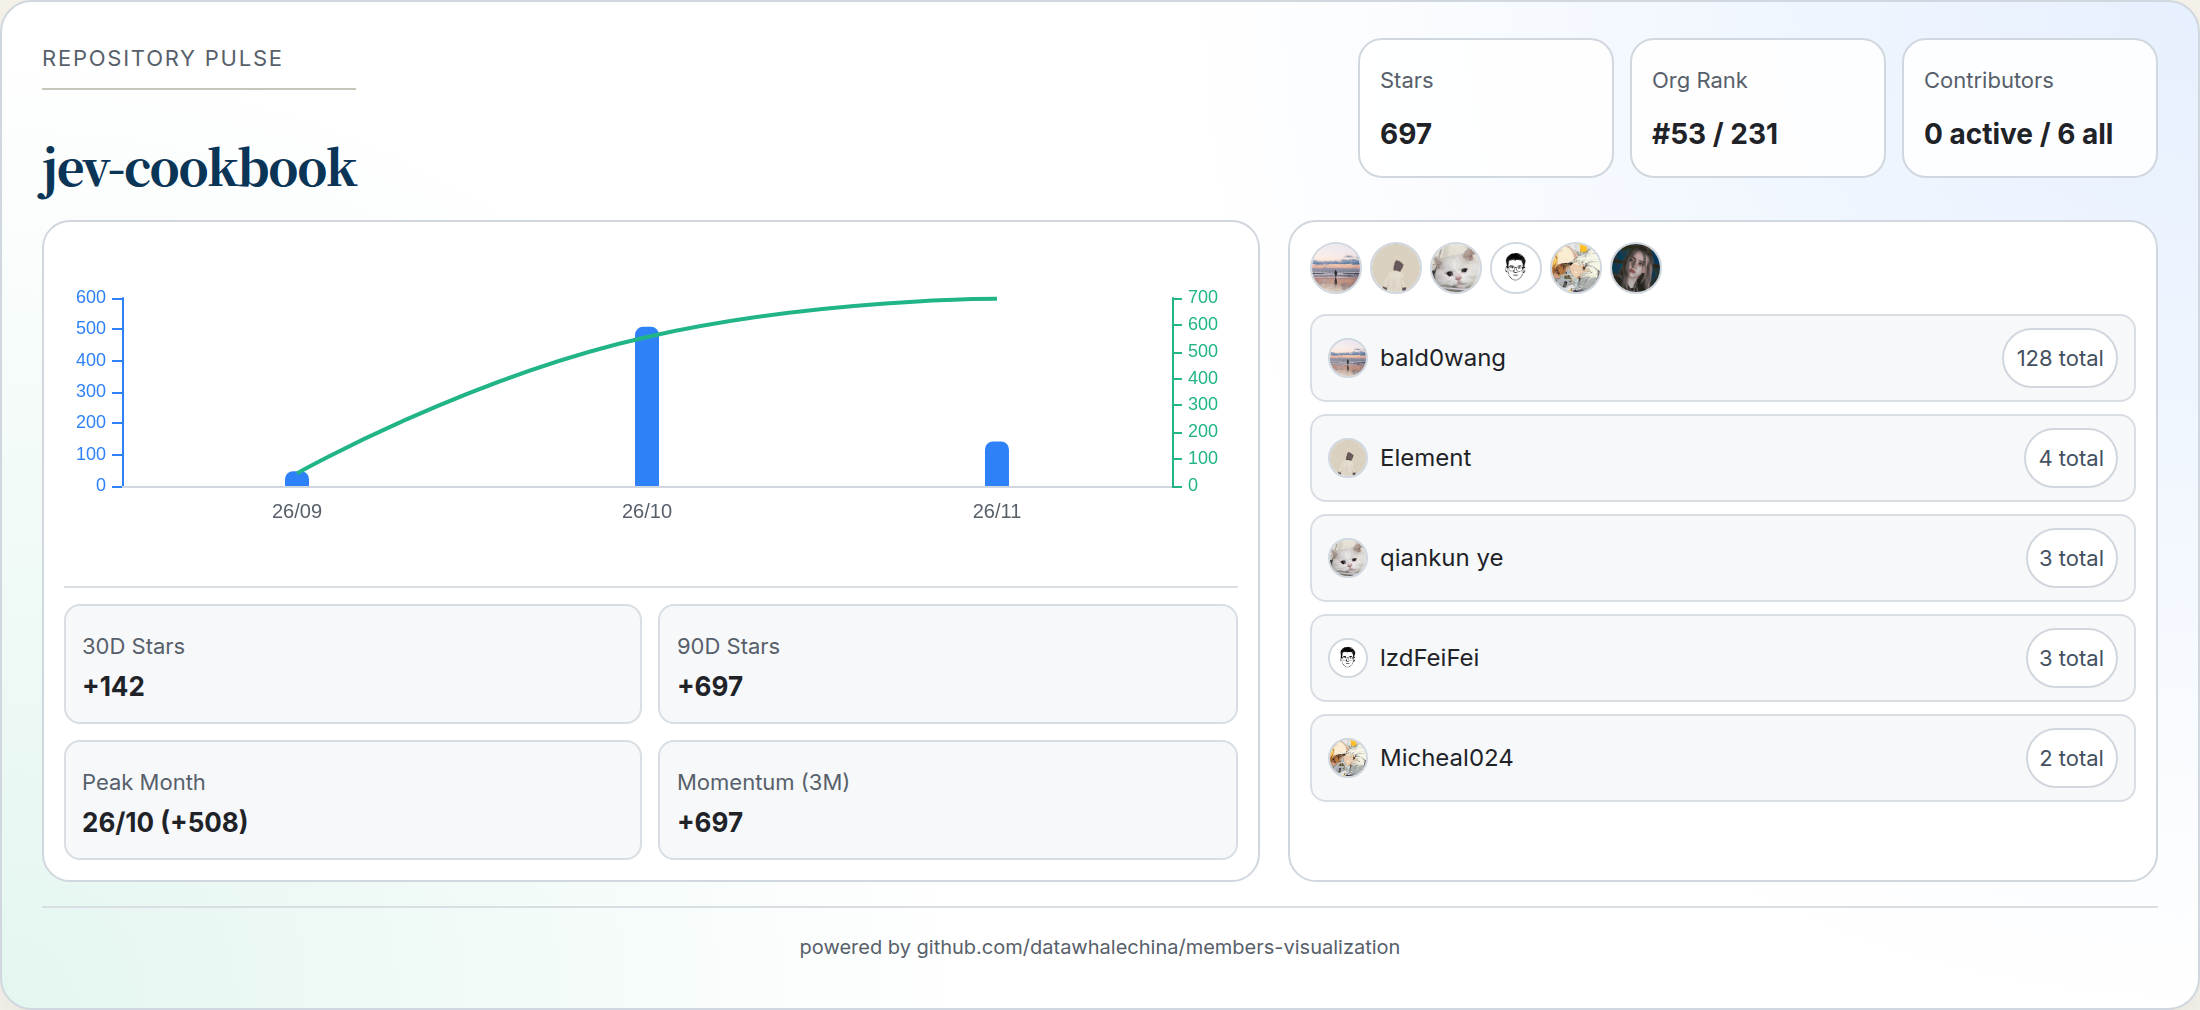 REPOSITORY PULSE
jev-cookbook
Stars
697
Org Rank
#53 / 231
Contributors
0 active / 6 all
600
500
400
300
200
100
0
700
600
500
400
300
200
100
0
26/09
26/10
26/11
30D Stars
+142
90D Stars
+697
Peak Month
26/10 (+508)
Momentum (3M)
+697
bald0wang
128 total
Element
4 total
qiankun ye
3 total
lzdFeiFei
3 total
Micheal024
2 total
powered by github.com/datawhalechina/members-visualization